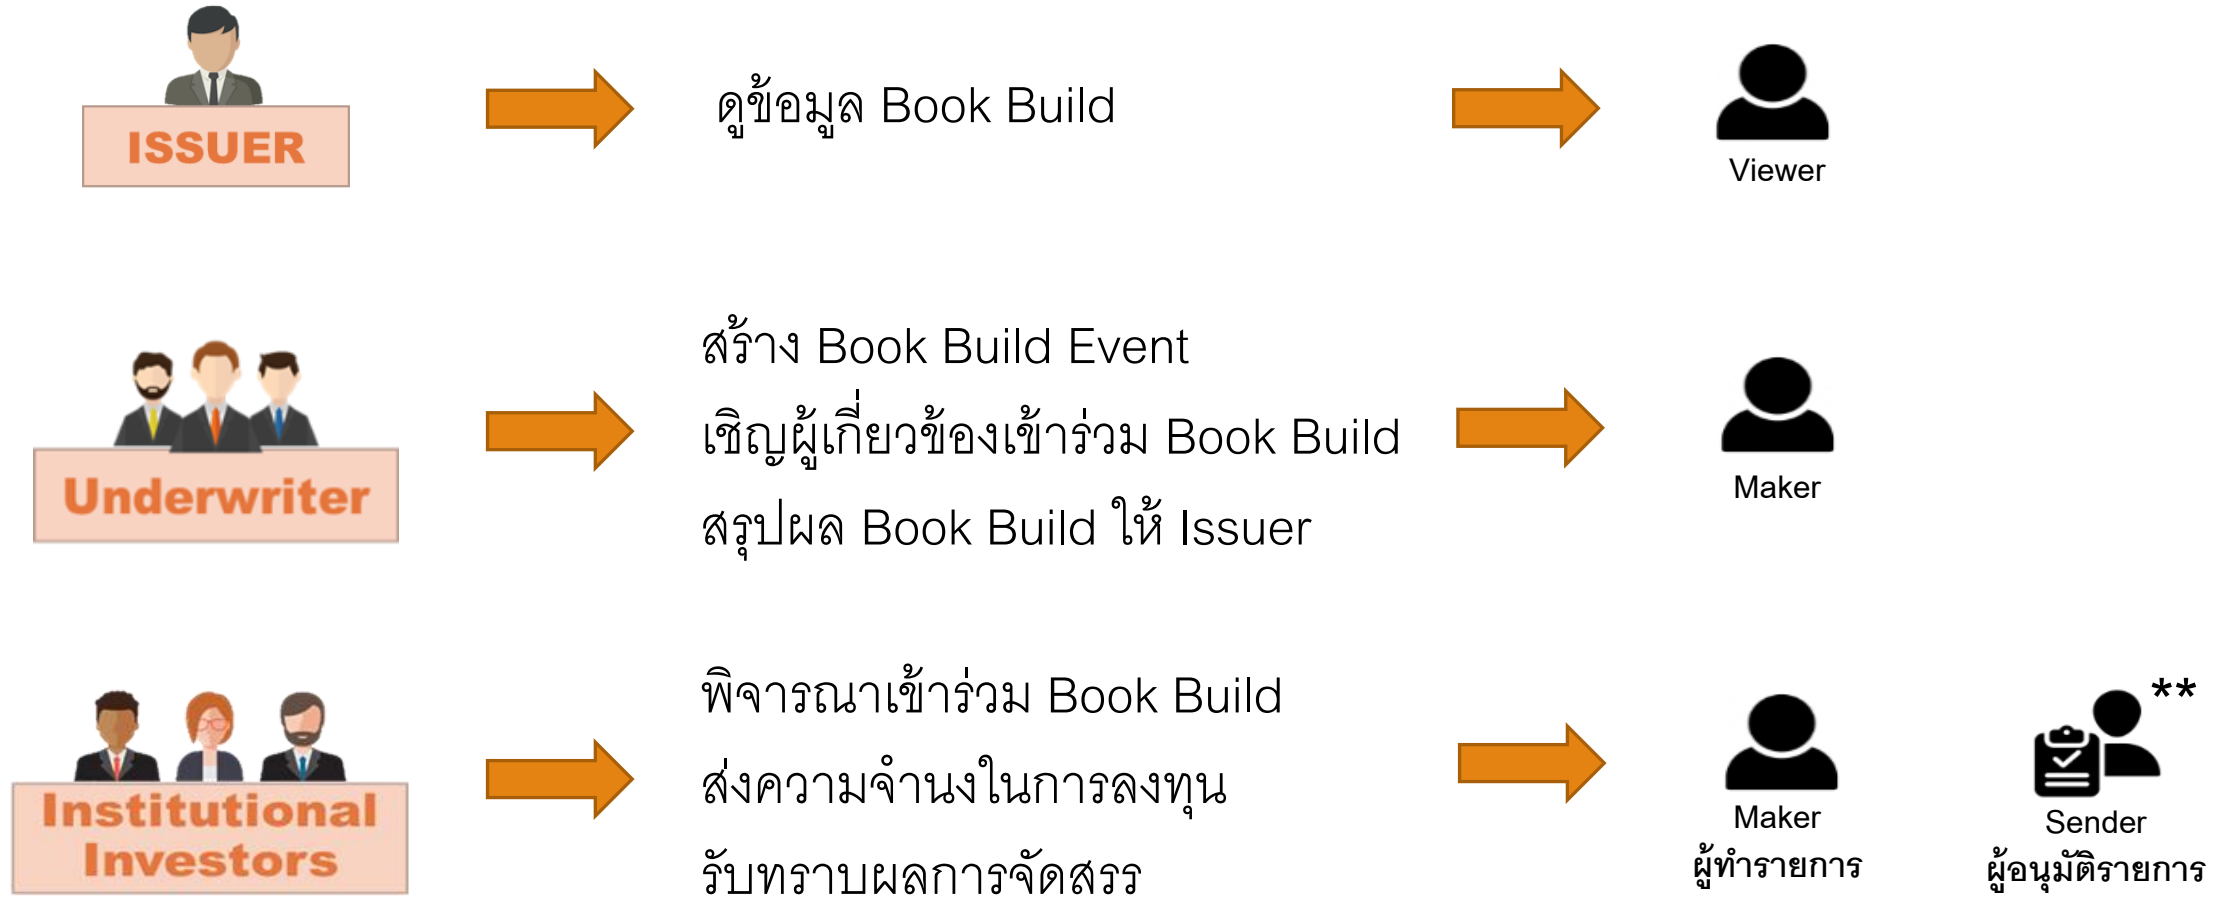 ISSUER
ดูข้อมูล Book Build
Viewer
Underwriter
สร้าง Book Build Event
เชิญผู้เกี่ยวข้องเข้าร่วม Book Build
สรุปผล Book Build ให้ Issuer
Maker
Institutional
Investors
พิจารณาเข้าร่วม Book Build
ส่งความจำนงในการลงทุน
รับทราบผลการจัดสรร
Maker
ผู้ทำรายการ
**
Sender
ผู้อนุมัติรายการ